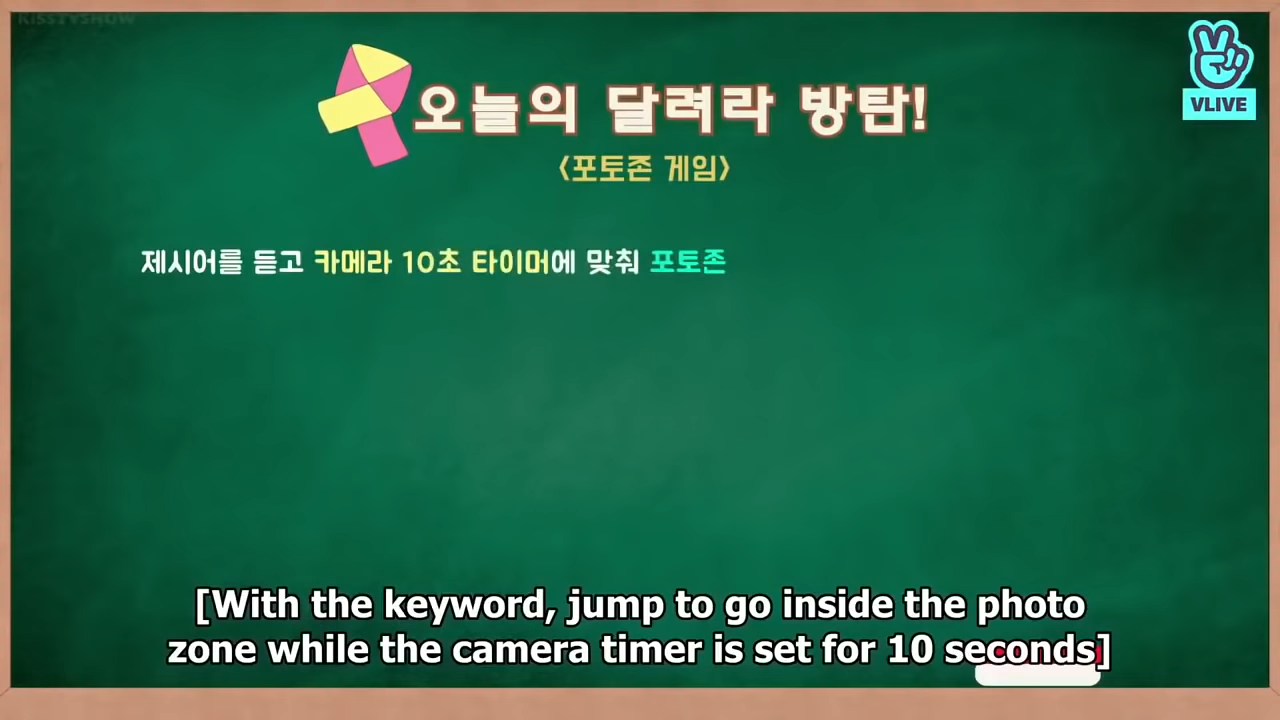 KISSTVSHOW
VLIVE
오늘의 달려라 방탄!
<포토존 게임>
제시어를 듣고 카메라 10초 타이머에 맞춰 포토존
[With the keyword, jump to go inside the photo
zone while the camera timer is set for 10 seconds]